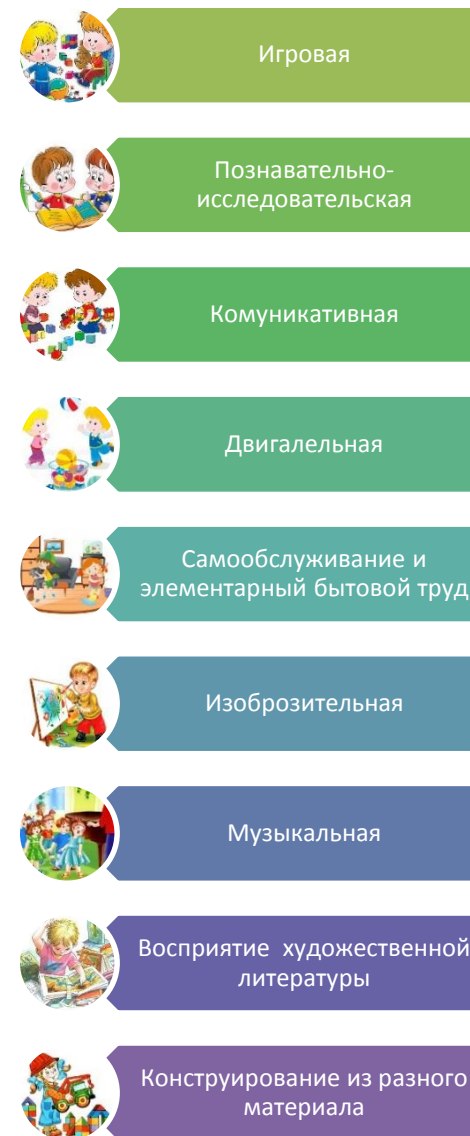 Игровая
Познавательно-
исследовательская
Комуникативная
Двигалельная
Самообслуживание и
элементарный бытовой труд
Изоброзительная
Музыкальная
Восприятие художественной
литературы
Конструирование из разного
материала